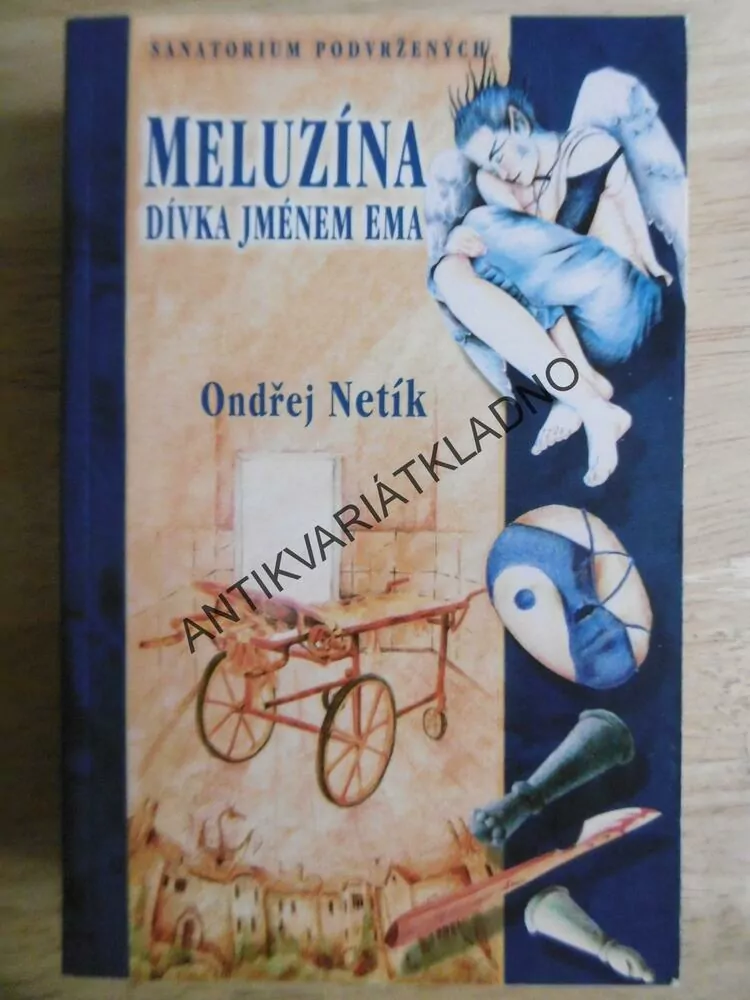 SANATORIUM PODVRŽENÝCH
MELUZÍNA
DÍVKA JMÉNEM EMA
Ondřej Netík
ANTIKVARIÁTKLADNO